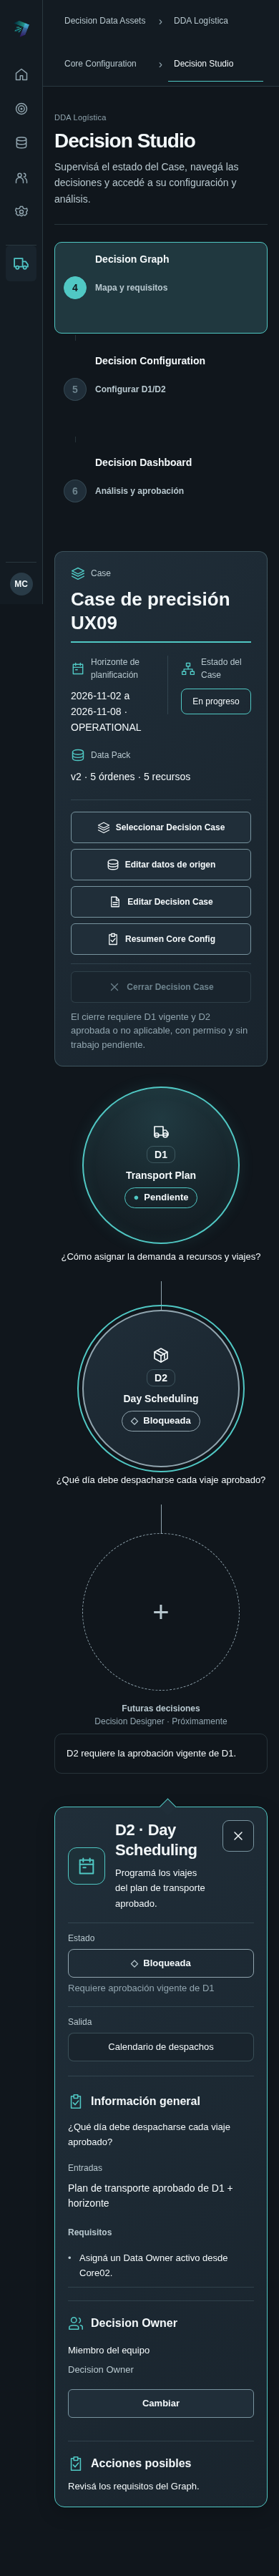 Decision Data Assets › DDA Logística
Core Configuration › Decision Studio
DDA Logística
Decision Studio
Supervisá el estado del Case, navegá las
decisiones y accedé a su configuración y
análisis.
Decision Graph
4 Mapa y requisitos
Decision Configuration
5 Configurar D1/D2
Decision Dashboard
6 Análisis y aprobación
MC
Case
Case de precisión
UX09
Horizonte de
planificación
2026-11-02 a
2026-11-08 ·
OPERATIONAL
Estado del
Case
En progreso
Data Pack
v2 · 5 órdenes · 5 recursos
Seleccionar Decision Case
Editar datos de origen
Editar Decision Case
Resumen Core Config
Cerrar Decision Case
El cierre requiere D1 vigente y D2
aprobada o no aplicable, con permiso y sin
trabajo pendiente.
D1
Transport Plan
Pendiente
¿Cómo asignar la demanda a recursos y viajes?
D2
Day Scheduling
◇ Bloqueada
¿Qué día debe despacharse cada viaje aprobado?
+
Futuras decisiones
Decision Designer · Próximamente
D2 requiere la aprobación vigente de D1.
D2 · Day
Scheduling
Programá los viajes
del plan de transporte
aprobado.
Estado
◇ Bloqueada
Requiere aprobación vigente de D1
Salida
Calendario de despachos
Información general
¿Qué día debe despacharse cada viaje
aprobado?
Entradas
Plan de transporte aprobado de D1 +
horizonte
Requisitos
• Asigná un Data Owner activo desde
Core02.
Decision Owner
Miembro del equipo
Decision Owner
Cambiar
Acciones posibles
Revisá los requisitos del Graph.